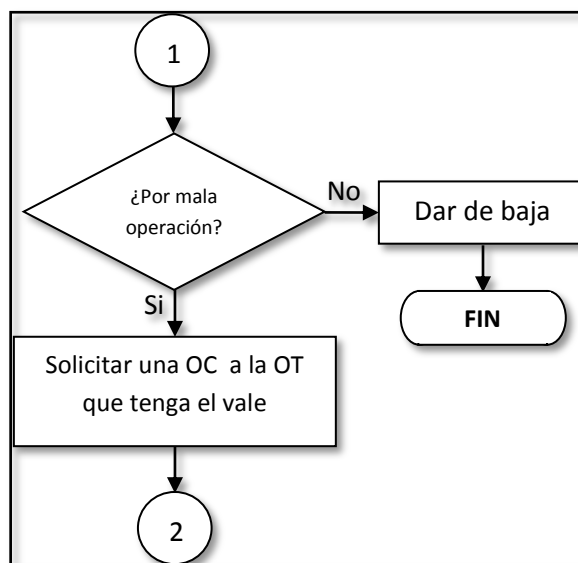 1
¿Por mala
operación?
No
Dar de baja
FIN
Si
Solicitar una OC a la OT
que tenga el vale
2